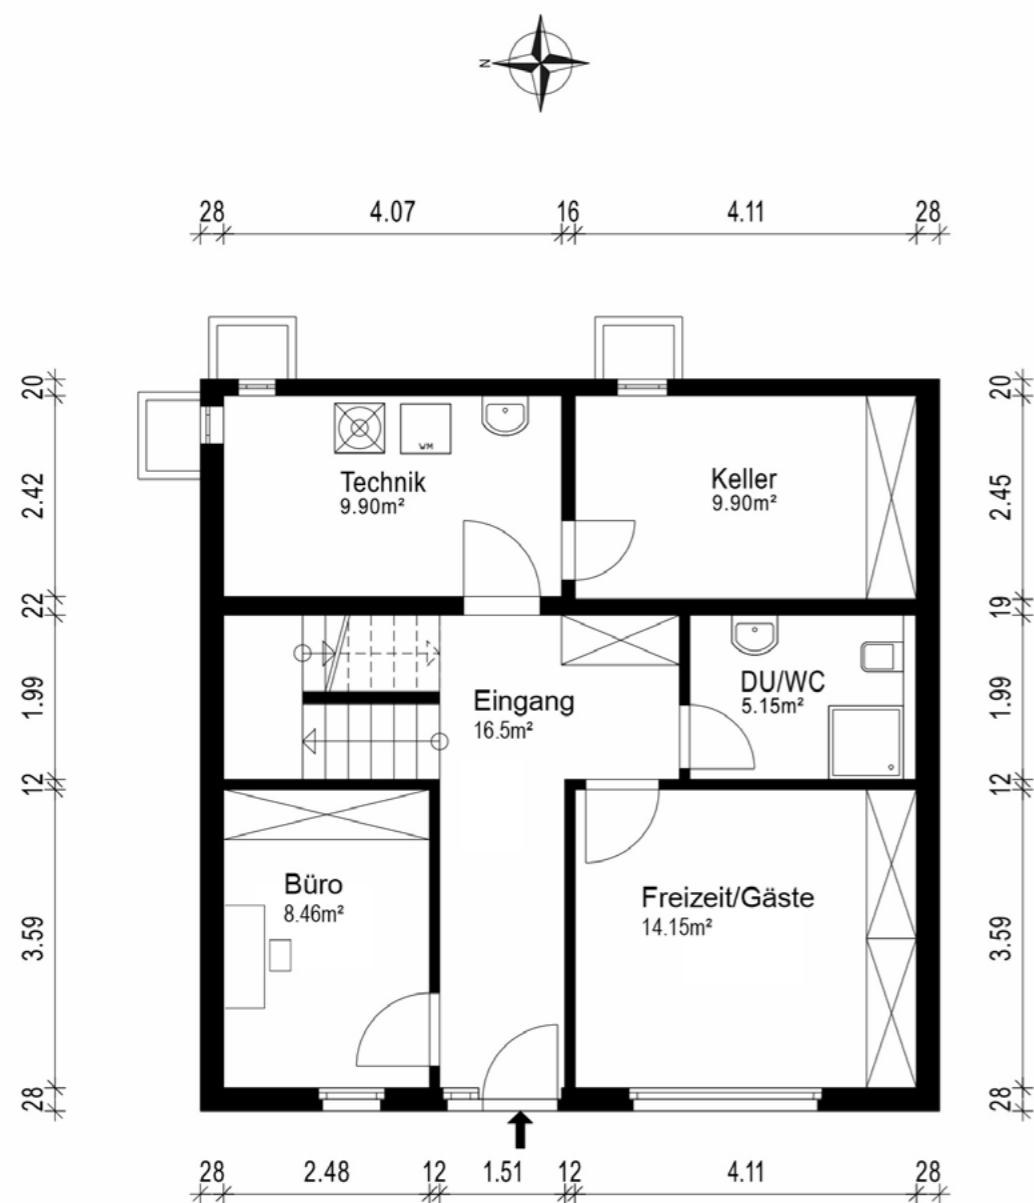 N
28 4.07 16 4.11 28
20
2.42
22
1.99
12
3.59
28
20
2.45
19
1.99
12
3.59
28
WM
Technik
9.90m²
Keller
9.90m²
Eingang
16.5m²
DU/WC
5.15m²
Büro
8.46m²
Freizeit/Gäste
14.15m²
28 2.48 12 1.51 12 4.11 28